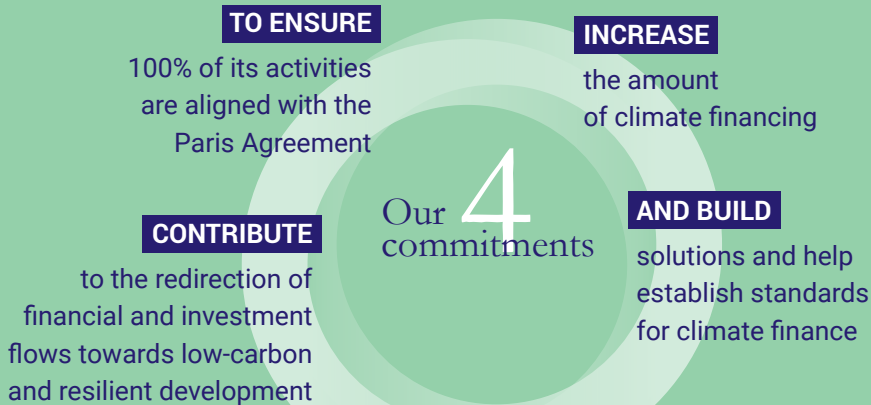 TO ENSURE
100% of its activities
are aligned with the
Paris Agreement
INCREASE
the amount
of climate financing
Our 4
commitments
CONTRIBUTE
to the redirection of
financial and investment
flows towards low-carbon
and resilient development
AND BUILD
solutions and help
establish standards
for climate finance